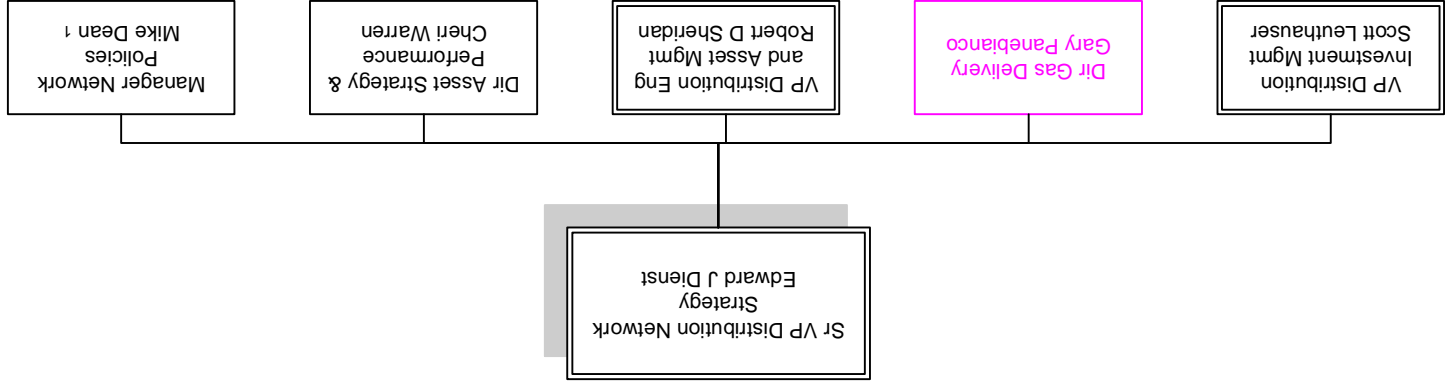 Sr VP Distribution Network
Strategy
Edward J Dienst
VP Distribution
Investment Mgmt
Scott Leuthauser
Dir Gas Delivery
Gary Panebianco
VP Distribution Eng
and Asset Mgmt
Robert D Sheridan
Dir Asset Strategy &
Performance
Cheri Warren
Manager Network
Policies
Mike Dean 1